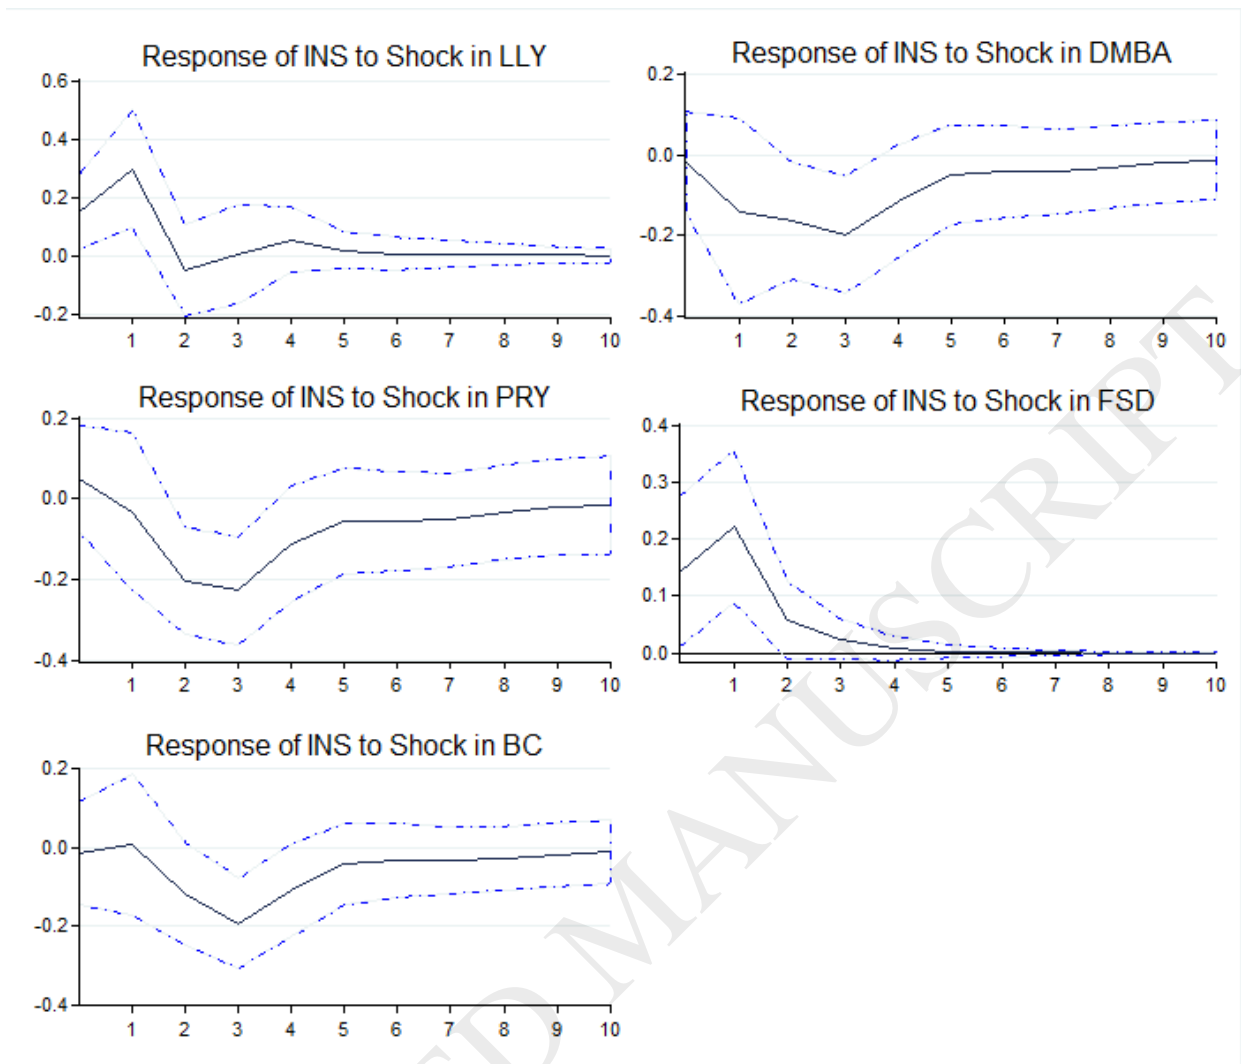 Response of INS to Shock in LLY
0.6
0.4
0.2
0.0
-0.2
1 2 3 4 5 6 7 8 9 10
Response of INS to Shock in DMBA
0.2
0.0
-0.2
-0.4
1 2 3 4 5 6 7 8 9 10
Response of INS to Shock in PRY
0.2
0.0
-0.2
-0.4
1 2 3 4 5 6 7 8 9 10
Response of INS to Shock in FSD
0.4
0.3
0.2
0.1
0.0
1 2 3 4 5 6 7 8 9 10
Response of INS to Shock in BC
0.2
0.0
-0.2
-0.4
1 2 3 4 5 6 7 8 9 10
MANUSCRIPT